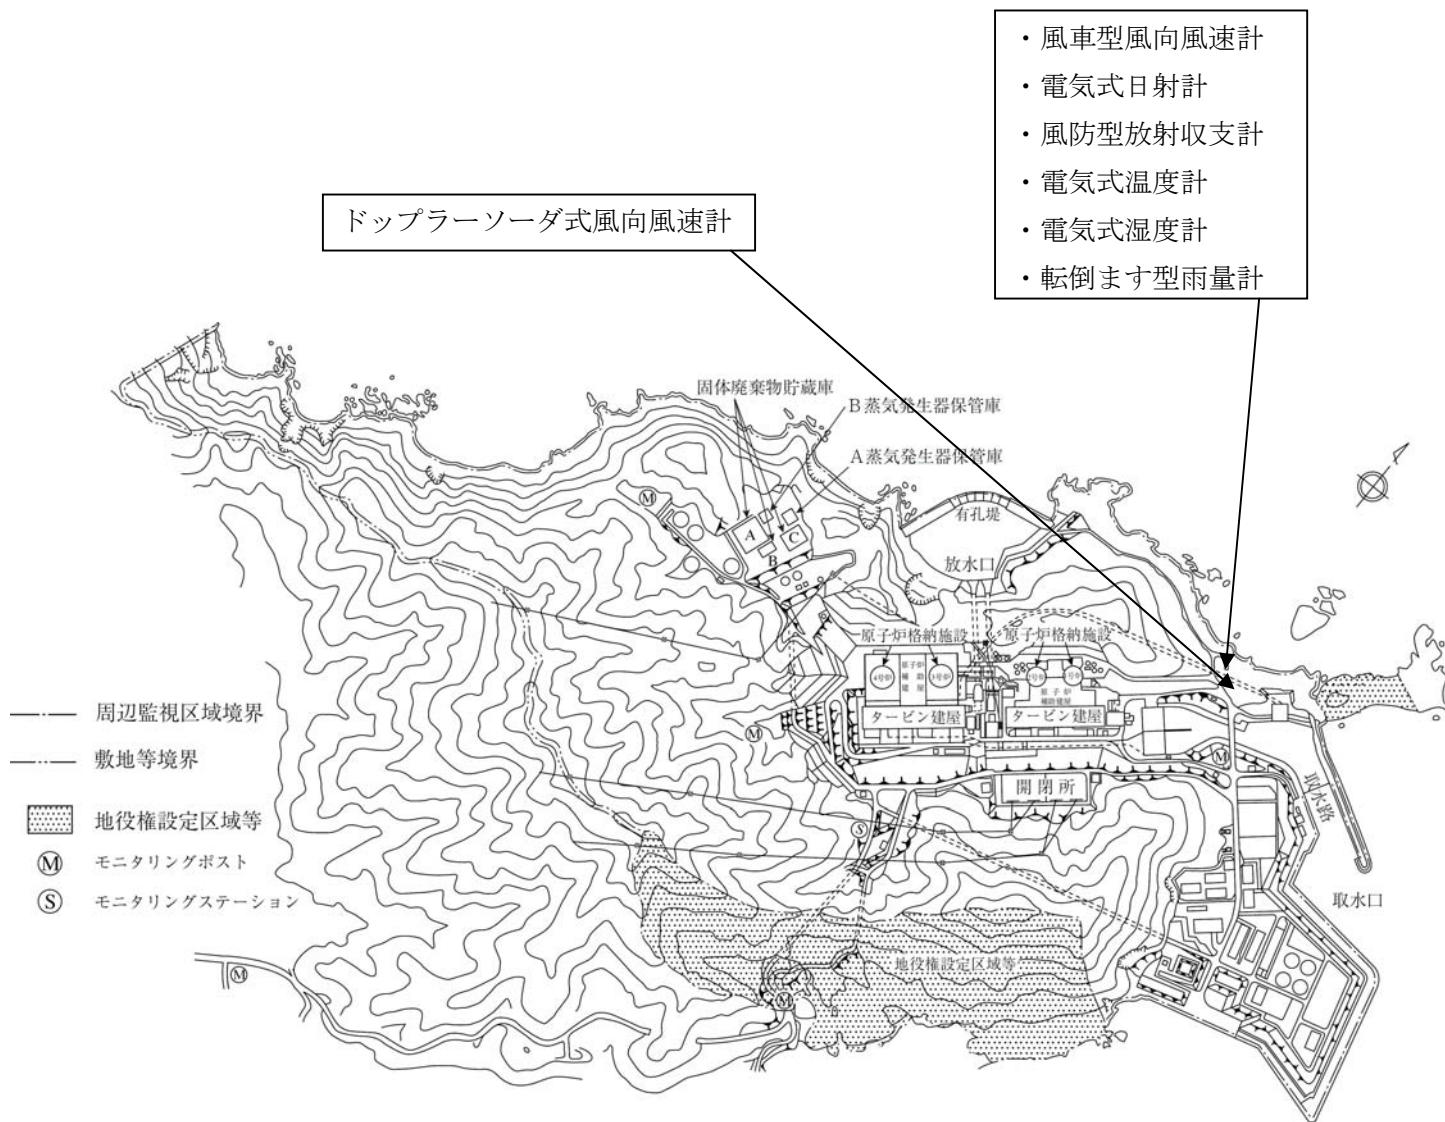 ・風車型風向風速計
・電気式日射計
・風防型放射収支計
・電気式温度計
・電気式湿度計
・転倒ます型雨量計
ドップラーソーダ式風向風速計
固体廃棄物貯蔵庫
B蒸気発生器保管庫
A蒸気発生器保管庫
M
A
C
B
有孔堤
放水口
原子炉格納施設
原子炉格納施設
4号炉
原子炉
補助
建屋
3号炉
2号炉
1号炉
原子炉
補助建屋
タービン建屋
タービン建屋
M
M
開閉所
取水路
S
取水口
周辺監視区域境界
敷地等境界
地役権設定区域等
M モニタリングポスト
S モニタリングステーション
地役権設定区域等
M
M